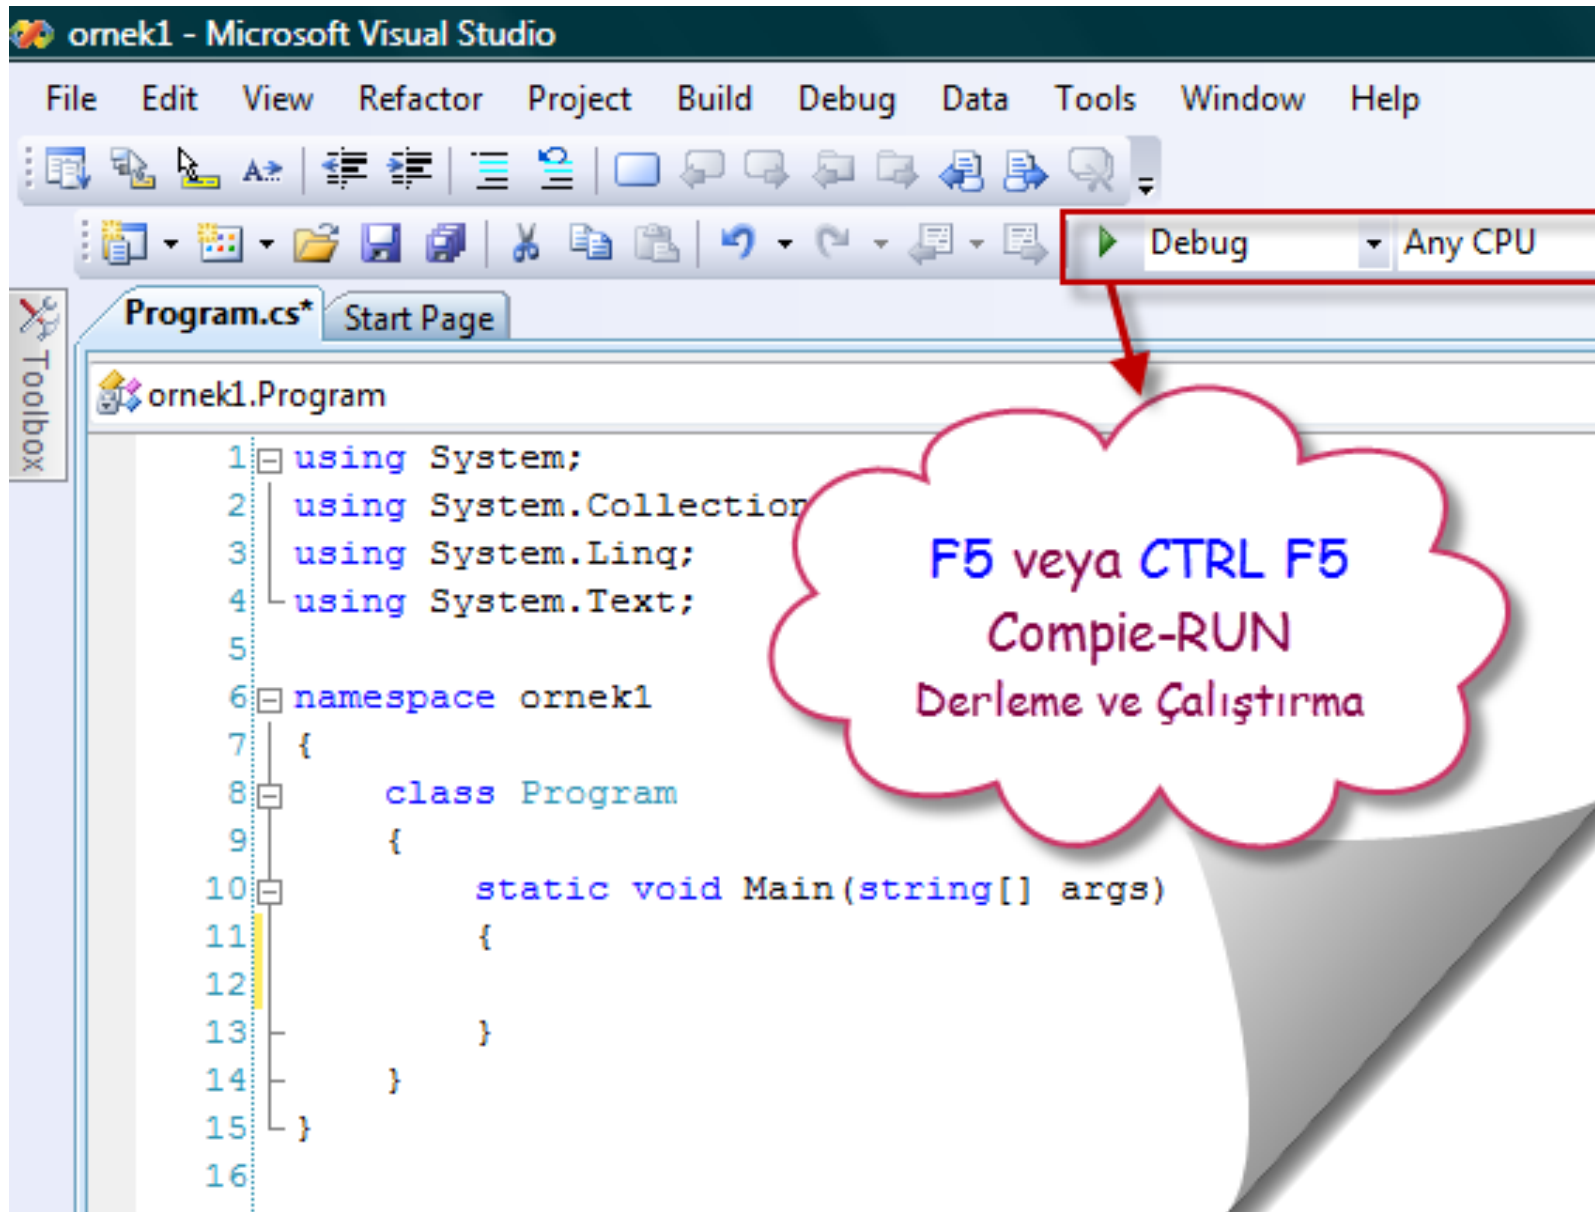 ornek1 - Microsoft Visual Studio
File Edit View Refactor Project Build Debug Data Tools Window Help
Debug Any CPU
Program.cs* Start Page
Toolbox
ornek1.Program
1 using System;
2 using System.Collection
3 using System.Linq;
4 using System.Text;
5
6 namespace ornek1
7 {
8 class Program
9 {
10 static void Main(string[] args)
11 {
12
13 }
14 }
15 }
16
F5 veya CTRL F5
Compie-RUN
Derleme ve Çalıştırma